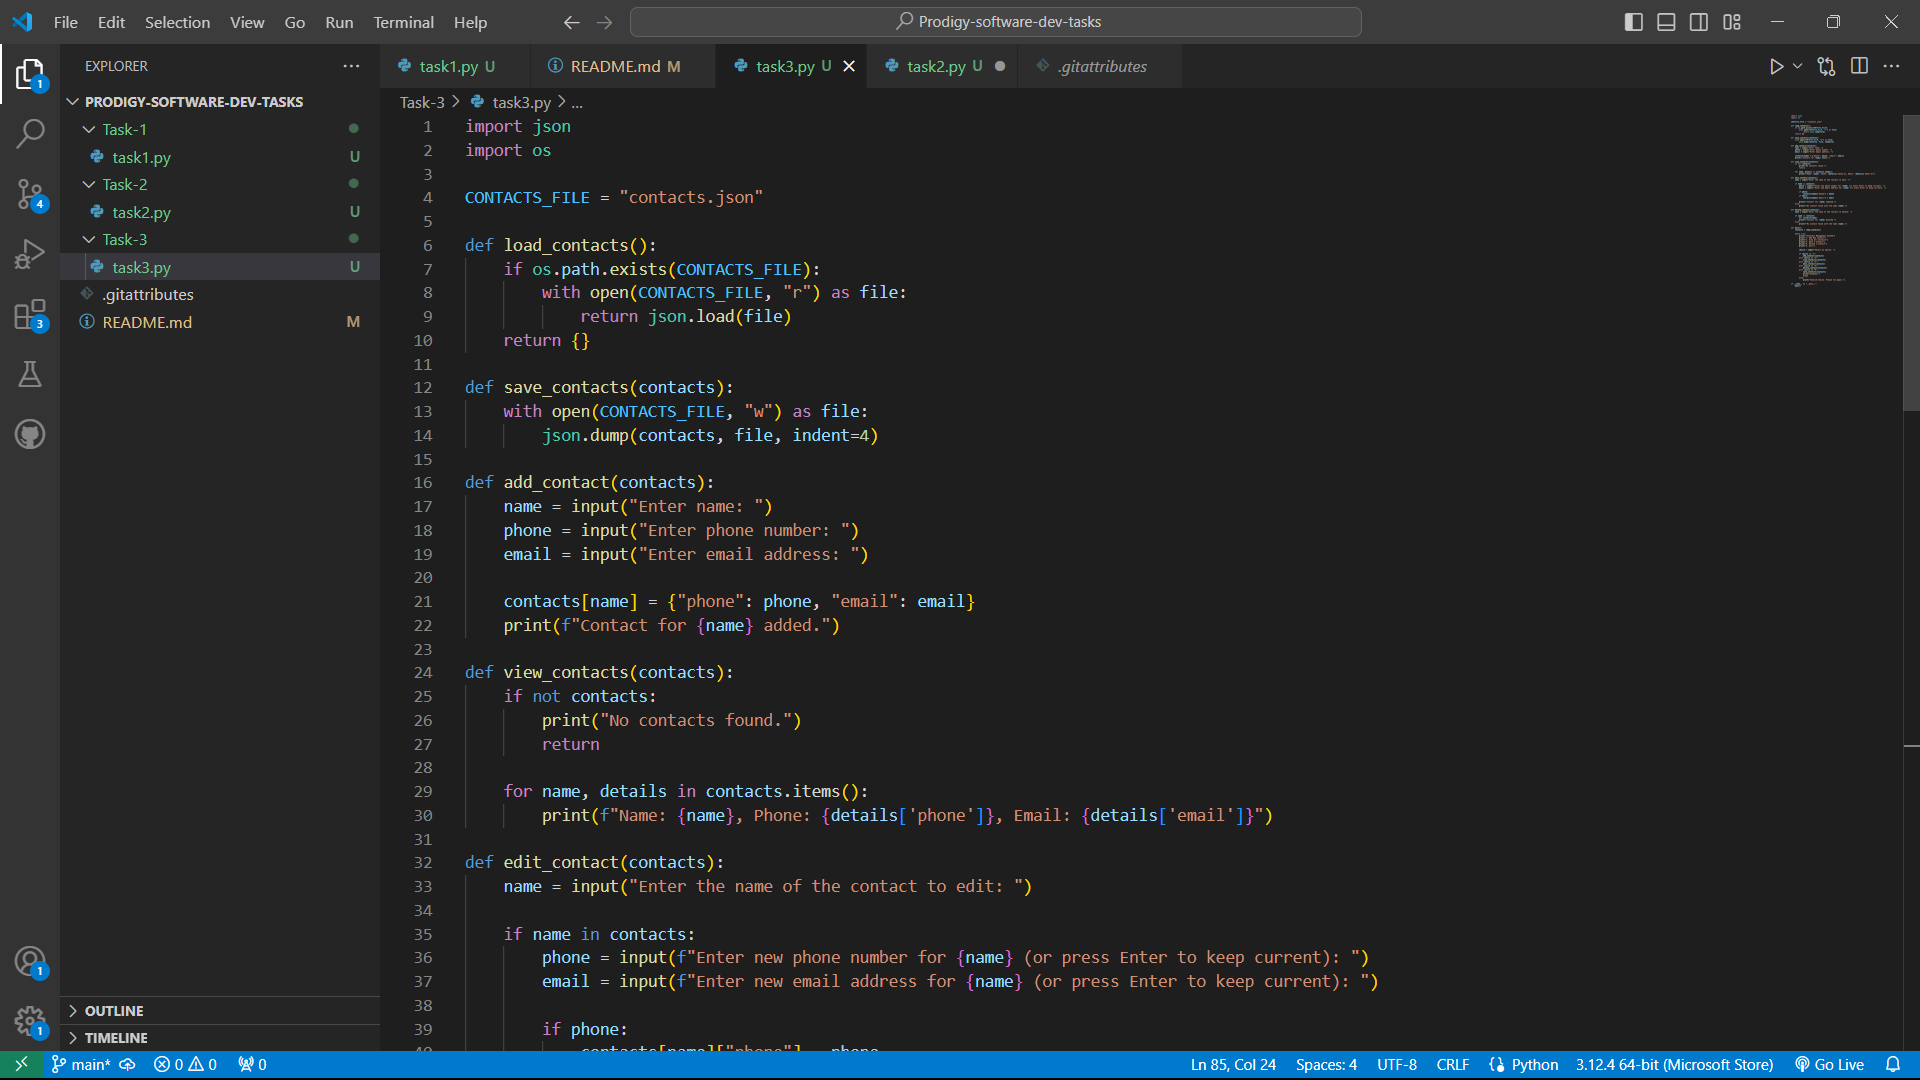 File Edit Selection View Go Run Terminal Help
Prodigy-software-dev-tasks
EXPLORER
task1.py U
README.md M
task3.py U
task2.py U
.gitattributes
PRODIGY-SOFTWARE-DEV-TASKS
Task-1
task1.py U
Task-2
task2.py U
Task-3
task3.py U
.gitattributes
README.md M
OUTLINE
TIMELINE
1
4
3
1
1
Task-3 > task3.py > ...
1 import json
2 import os
3
4 CONTACTS_FILE = "contacts.json"
5
6 def load_contacts():
7     if os.path.exists(CONTACTS_FILE):
8         with open(CONTACTS_FILE, "r") as file:
9             return json.load(file)
10     return {}
11
12 def save_contacts(contacts):
13     with open(CONTACTS_FILE, "w") as file:
14         json.dump(contacts, file, indent=4)
15
16 def add_contact(contacts):
17     name = input("Enter name: ")
18     phone = input("Enter phone number: ")
19     email = input("Enter email address: ")
20
21     contacts[name] = {"phone": phone, "email": email}
22     print(f"Contact for {name} added.")
23
24 def view_contacts(contacts):
25     if not contacts:
26         print("No contacts found.")
27         return
28
29     for name, details in contacts.items():
30         print(f"Name: {name}, Phone: {details['phone']}, Email: {details['email']}")
31
32 def edit_contact(contacts):
33     name = input("Enter the name of the contact to edit: ")
34
35     if name in contacts:
36         phone = input(f"Enter new phone number for {name} (or press Enter to keep current): ")
37         email = input(f"Enter new email address for {name} (or press Enter to keep current): ")
38
39         if phone:
40             contacts[name]["phone"] = phone
main* 0 0 0
Ln 85, Col 24 Spaces: 4 UTF-8 CRLF Python 3.12.4 64-bit (Microsoft Store) Go Live